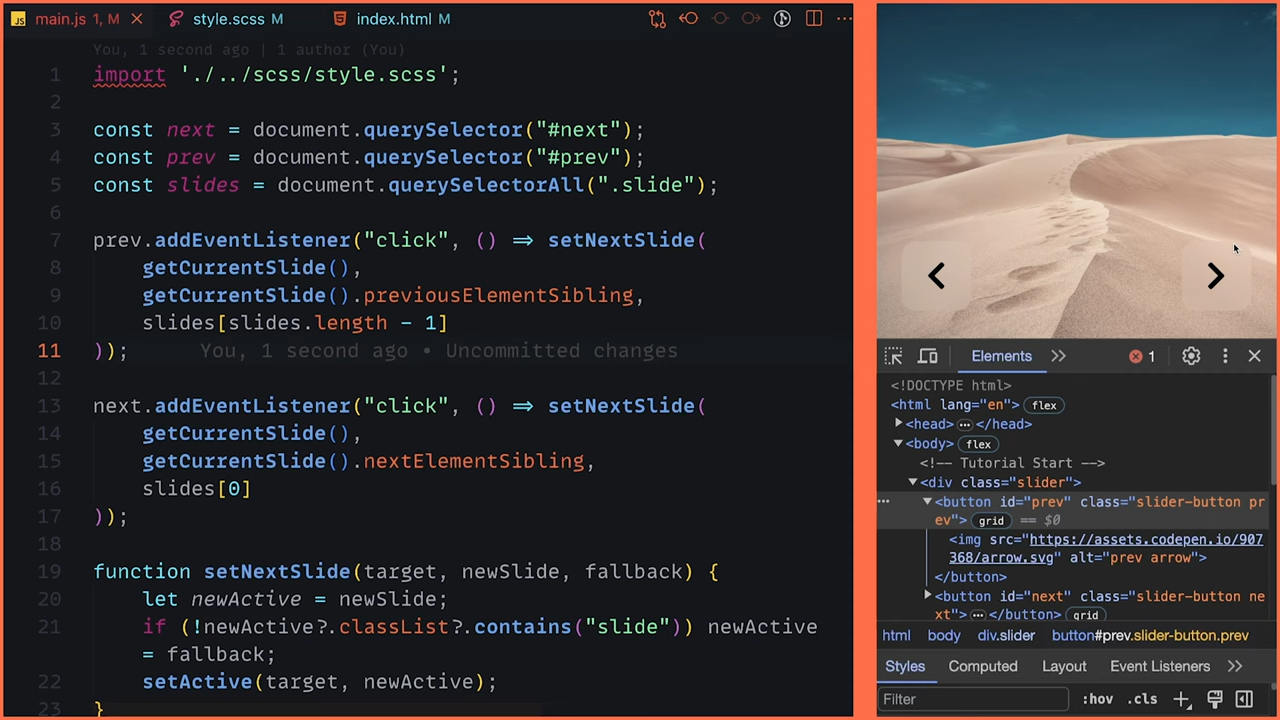 JS main.js 1, M
style.scss M
index.html M
You, 1 second ago | 1 author (You)
1 import './../scss/style.scss';
2
3 const next = document.querySelector("#next");
4 const prev = document.querySelector("#prev");
5 const slides = document.querySelectorAll(".slide");
6
7 prev.addEventListener("click", () => setNextSlide(
8 getCurrentSlide(),
9 getCurrentSlide().previousElementSibling,
10 slides[slides.length - 1]
11 )); You, 1 second ago • Uncommitted changes
12
13 next.addEventListener("click", () => setNextSlide(
14 getCurrentSlide(),
15 getCurrentSlide().nextElementSibling,
16 slides[0]
17 ));
18
19 function setNextSlide(target, newSlide, fallback) {
20 let newActive = newSlide;
21 if (!newActive?.classList?.contains("slide")) newActive
= fallback;
22 setActive(target, newActive);
23 }
Elements 1
<!DOCTYPE html>
<html lang="en"> flex
<head> … </head>
<body> flex
<!-- Tutorial Start -->
<div class="slider">
<button id="prev" class="slider-button pr
ev"> grid == $0
<img src="https://assets.codepen.io/907
368/arrow.svg" alt="prev arrow">
</button>
<button id="next" class="slider-button ne
xt"> … </button> grid
html body div.slider button#prev.slider-button.prev
Styles Computed Layout Event Listeners
Filter :hov .cls